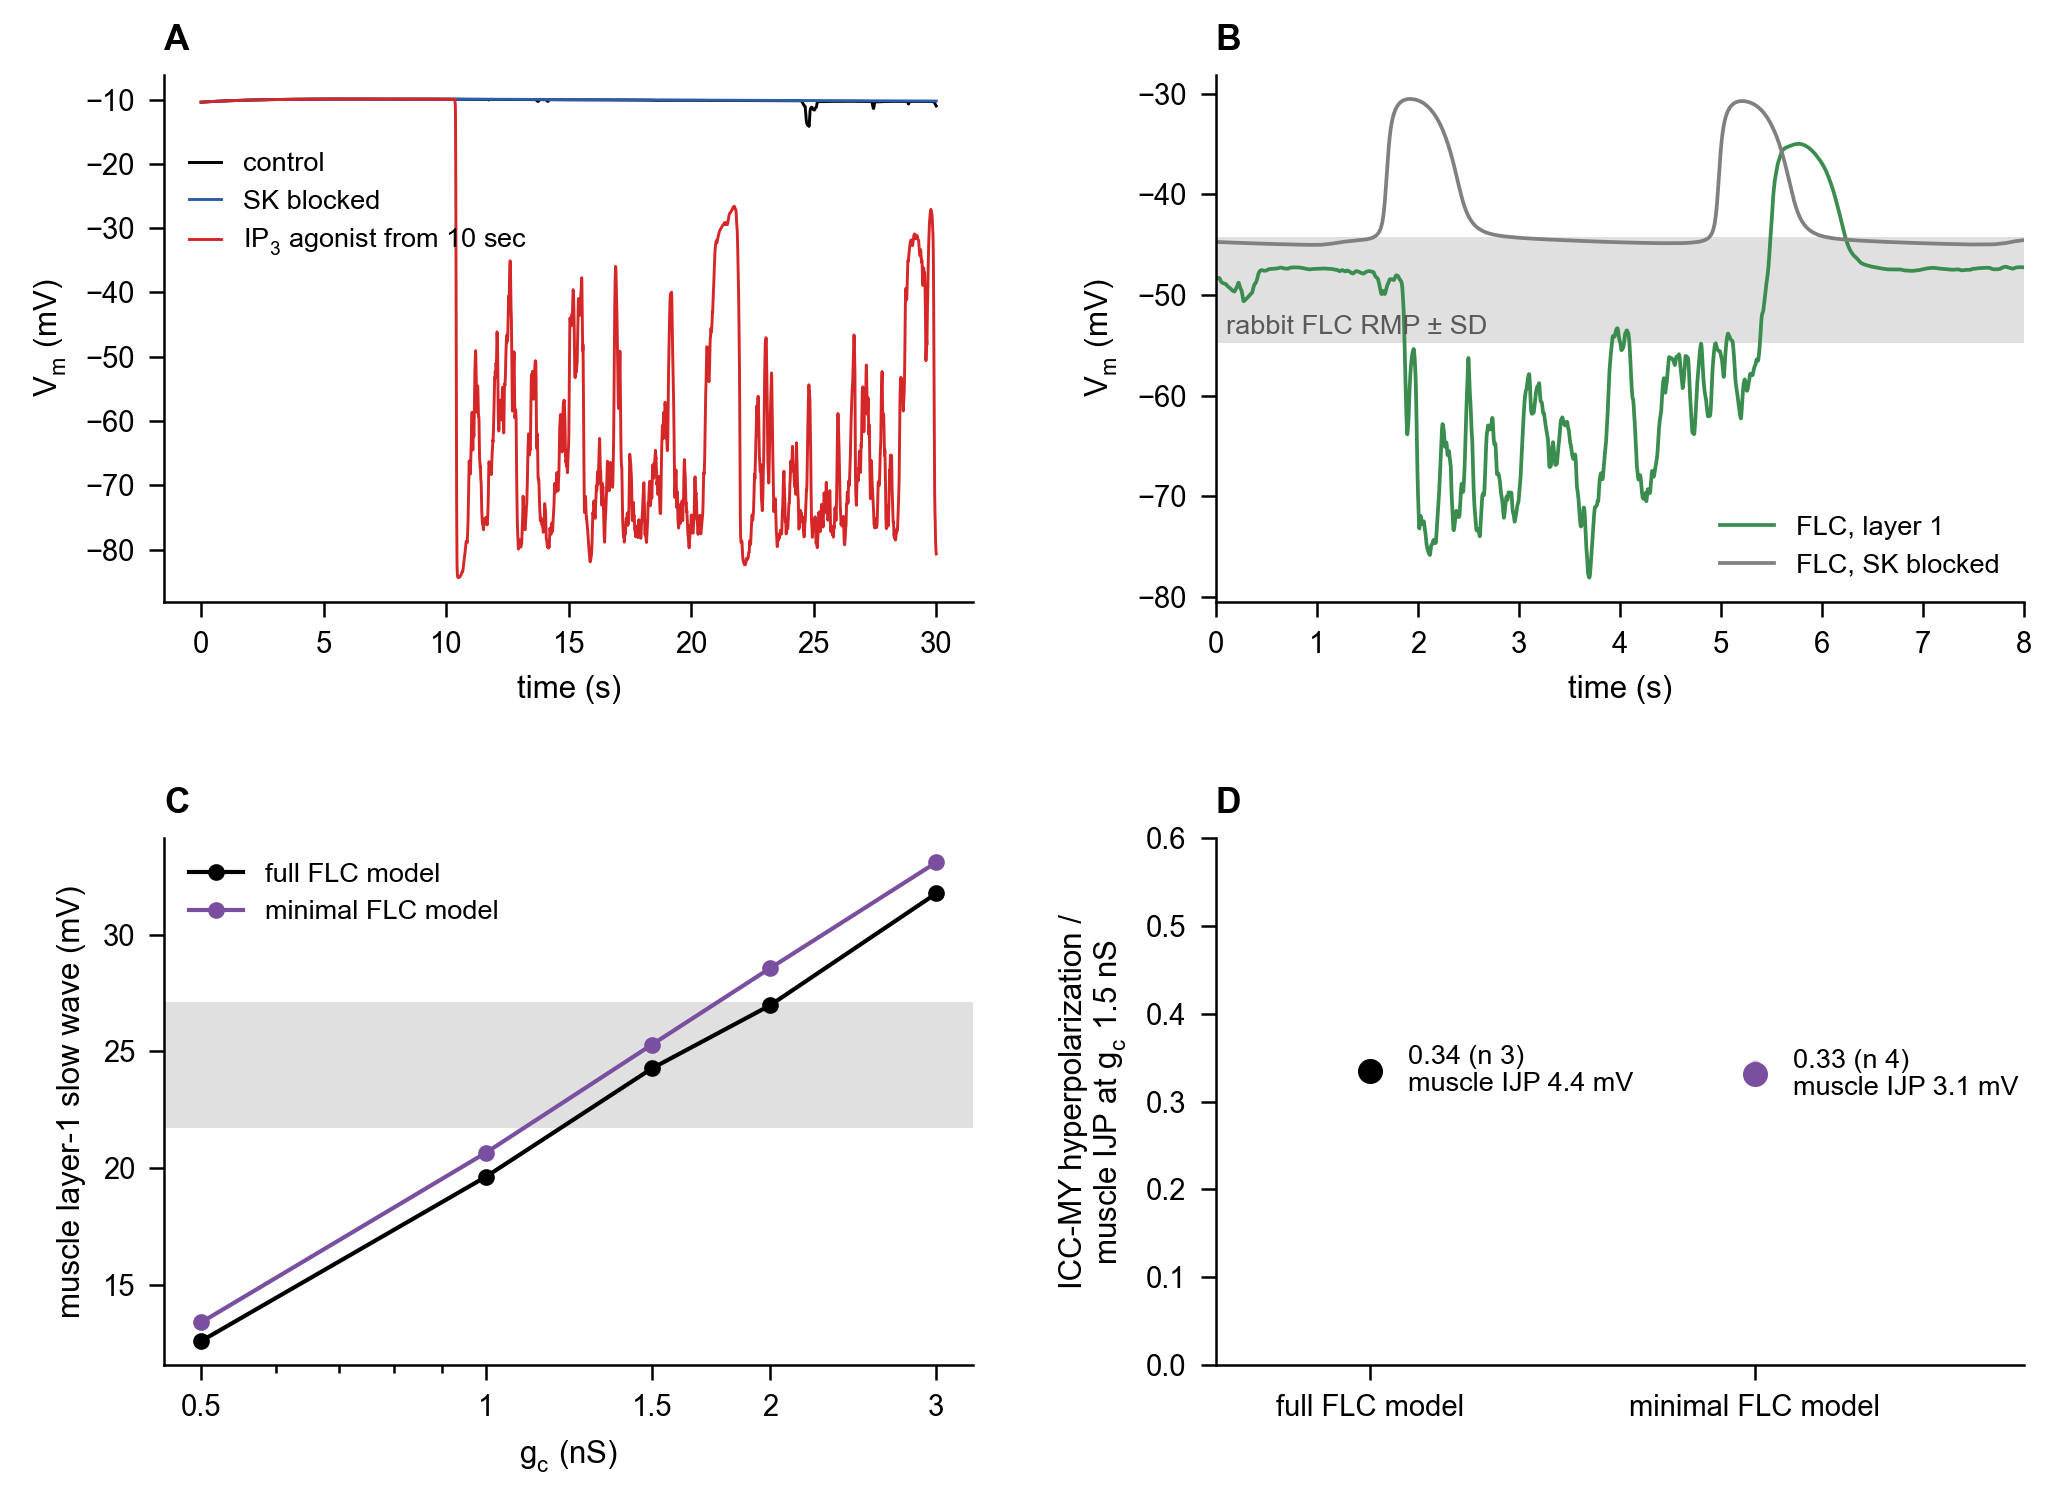 A
−10
−20
−30
−40
−50
−60
−70
−80
V_m (mV)
control
SK blocked
IP_3 agonist from 10 sec
0 5 10 15 20 25 30
time (s)
B
−30
−40
−50
−60
−70
−80
V_m (mV)
rabbit FLC RMP ± SD
FLC, layer 1
FLC, SK blocked
0 1 2 3 4 5 6 7 8
time (s)
C
30
25
20
15
muscle layer-1 slow wave (mV)
full FLC model
minimal FLC model
0.5 1 1.5 2 3
g_c (nS)
D
0.6
0.5
0.4
0.3
0.2
0.1
0.0
ICC-MY hyperpolarization /
muscle IJP at g_c 1.5 nS
0.34 (n 3)
muscle IJP 4.4 mV
0.33 (n 4)
muscle IJP 3.1 mV
full FLC model minimal FLC model